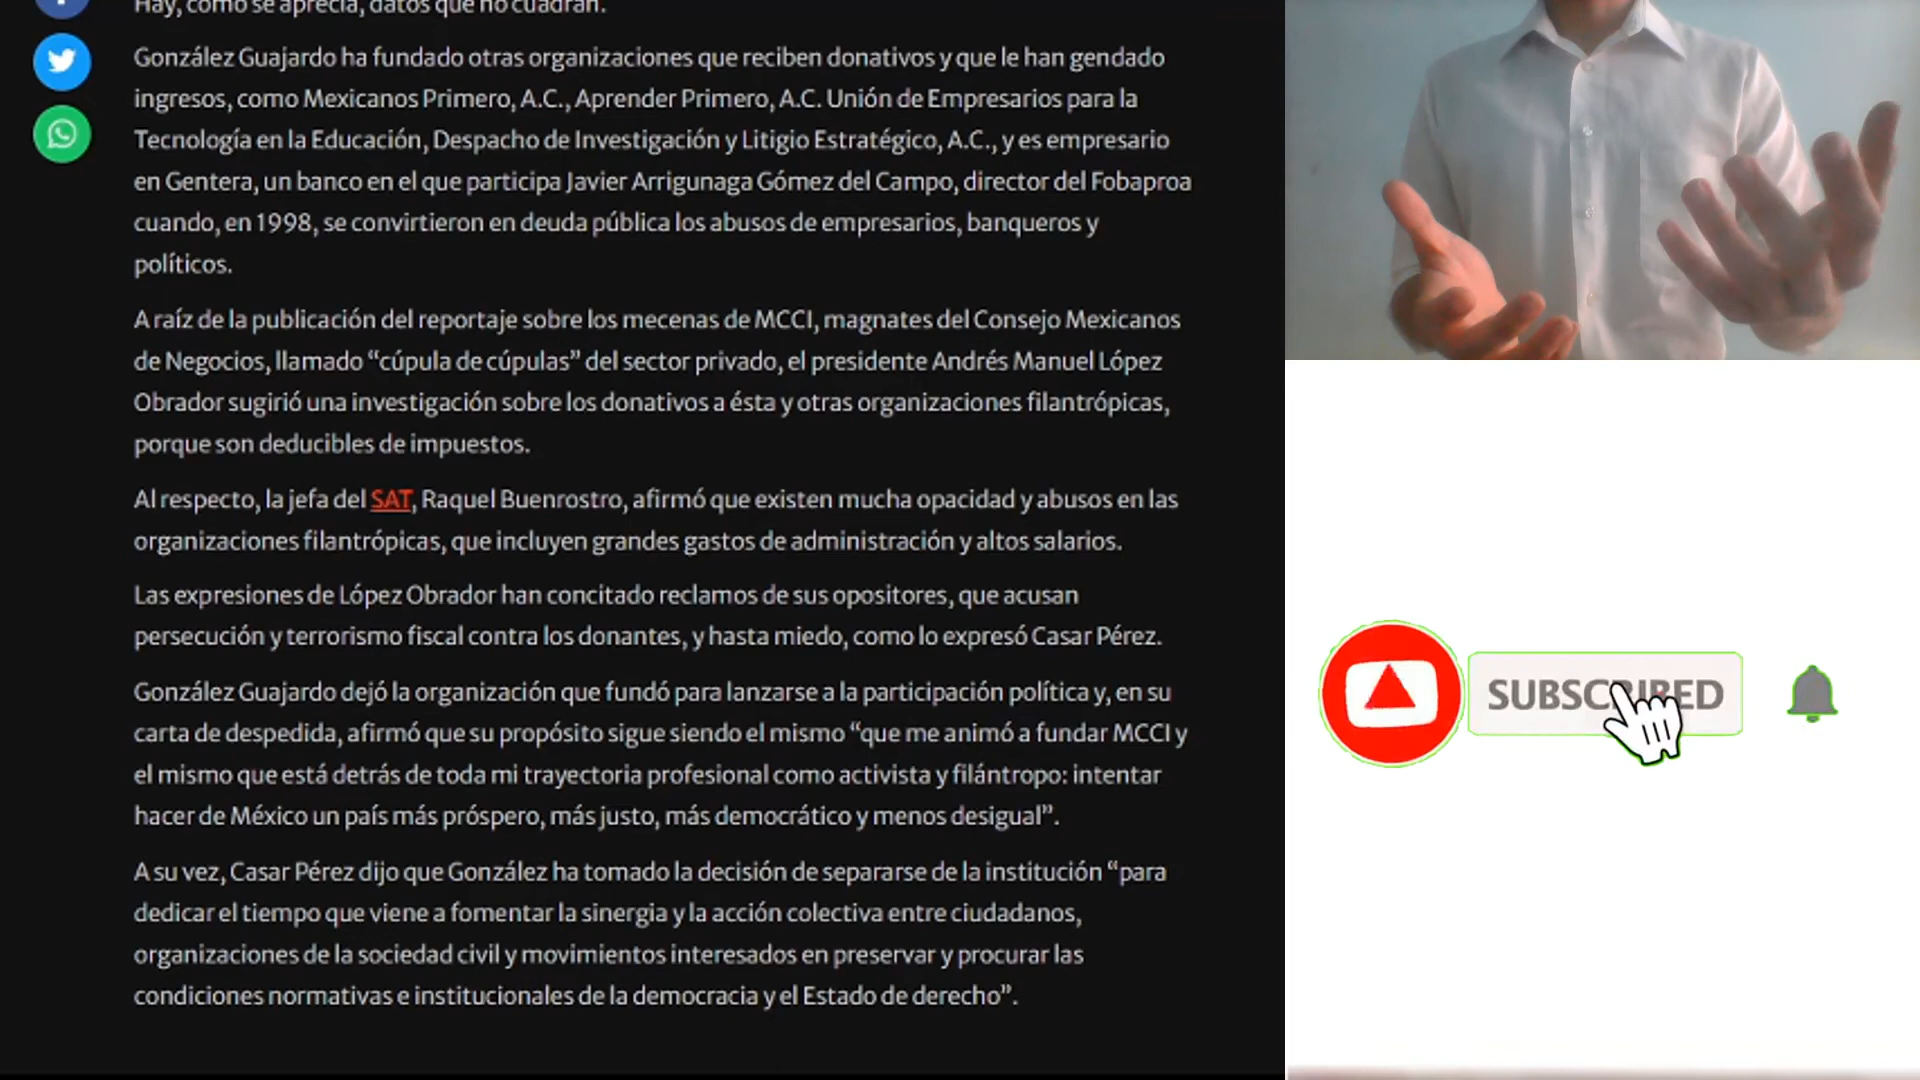 Hay, como se aprecia, datos que no cuadran.
González Guajardo ha fundado otras organizaciones que reciben donativos y que le han gendado
ingresos, como Mexicanos Primero, A.C., Aprender Primero, A.C. Unión de Empresarios para la
Tecnología en la Educación, Despacho de Investigación y Litigio Estratégico, A.C., y es empresario
en Gentera, un banco en el que participa Javier Arrigunaga Gómez del Campo, director del Fobaproa
cuando, en 1998, se convirtieron en deuda pública los abusos de empresarios, banqueros y
políticos.
A raíz de la publicación del reportaje sobre los mecenas de MCCI, magnates del Consejo Mexicanos
de Negocios, llamado “cúpula de cúpulas” del sector privado, el presidente Andrés Manuel López
Obrador sugirió una investigación sobre los donativos a ésta y otras organizaciones filantrópicas,
porque son deducibles de impuestos.
Al respecto, la jefa del SAT, Raquel Buenrostro, afirmó que existen mucha opacidad y abusos en las
organizaciones filantrópicas, que incluyen grandes gastos de administración y altos salarios.
Las expresiones de López Obrador han concitado reclamos de sus opositores, que acusan
persecución y terrorismo fiscal contra los donantes, y hasta miedo, como lo expresó Casar Pérez.
González Guajardo dejó la organización que fundó para lanzarse a la participación política y, en su
carta de despedida, afirmó que su propósito sigue siendo el mismo “que me animó a fundar MCCI y
el mismo que está detrás de toda mi trayectoria profesional como activista y filántropo: intentar
hacer de México un país más próspero, más justo, más democrático y menos desigual”.
A su vez, Casar Pérez dijo que González ha tomado la decisión de separarse de la institución “para
dedicar el tiempo que viene a fomentar la sinergia y la acción colectiva entre ciudadanos,
organizaciones de la sociedad civil y movimientos interesados en preservar y procurar las
condiciones normativas e institucionales de la democracia y el Estado de derecho”.
SUBSCRIBED